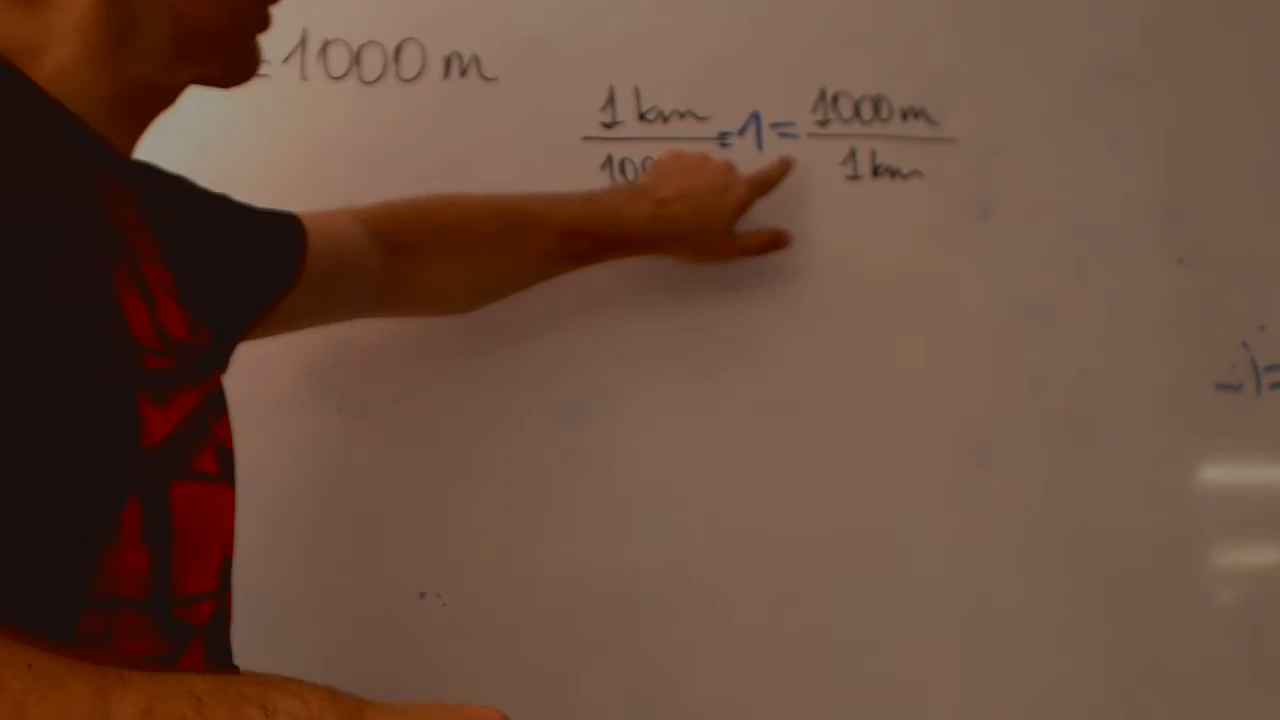 =1000 m
1 km = 1 = 1000 m
1 km